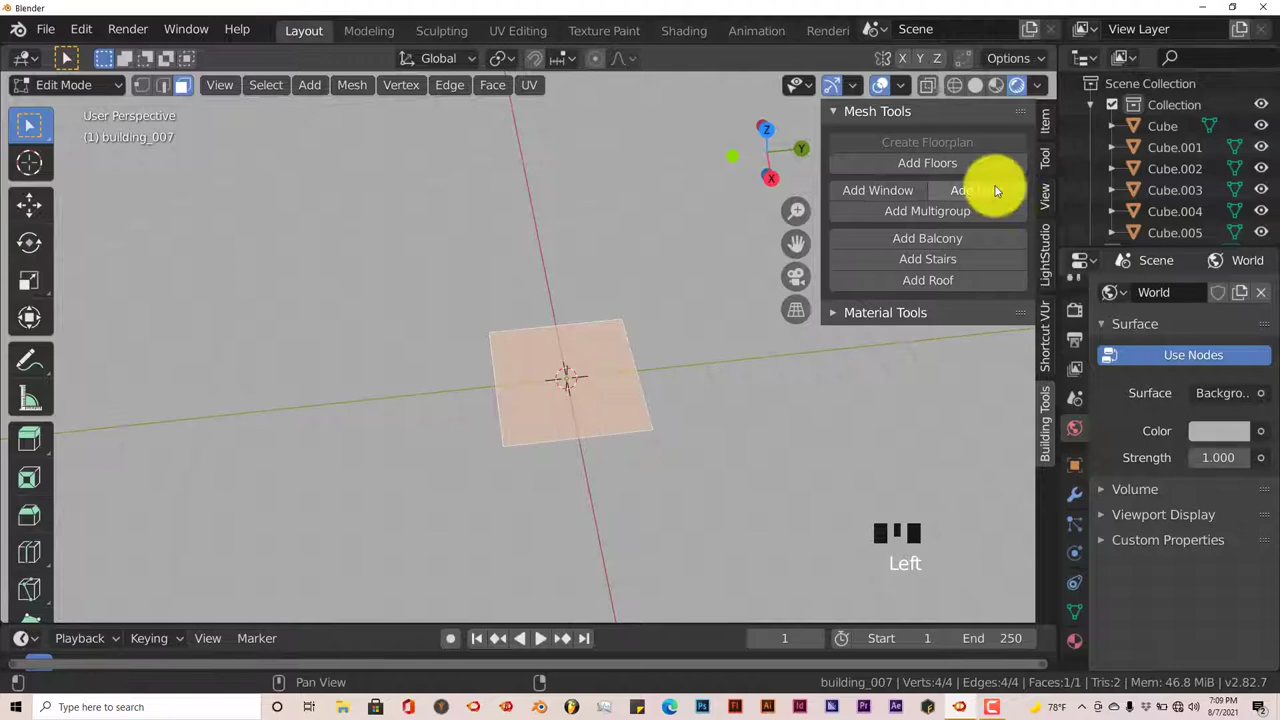 Blender
File Edit Render Window Help Layout Modeling Sculpting UV Editing Texture Paint Shading Animation Renderi Scene View Layer
Global X Y Z Options
Edit Mode View Select Add Mesh Vertex Edge Face UV
User Perspective
(1) building_007
Z
Y
X
Mesh Tools
Create Floorplan
Add Floors
Add Window Add
Add Multigroup
Add Balcony
Add Stairs
Add Roof
Material Tools
Item
Tool
View
LightStudio
Shortcut VUr
Building Tools
Scene Collection
Collection
Cube
Cube.001
Cube.002
Cube.003
Cube.004
Cube.005
Scene World
World
Surface
Use Nodes
Surface Backgro..
Color
Strength 1.000
Volume
Viewport Display
Custom Properties
Left
Playback Keying View Marker 1 Start 1 End 250
Pan View building_007 | Verts:4/4 | Edges:4/4 | Faces:1/1 | Tris:2 | Mem: 46.8 MiB | v2.82.7
Type here to search 78°F 7:09 PM
8/7/2021